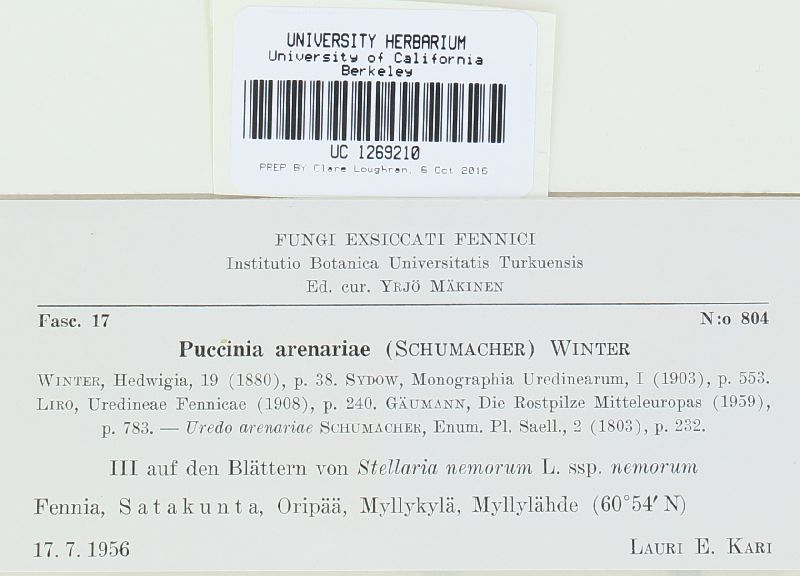 UNIVERSITY HERBARIUM
University of California
Berkeley
UC 1269210
PREP BY Clare Loughran, 6 Oct 2016
FUNGI EXSICCATI FENNICI
Institutio Botanica Universitatis Turkuensis
Ed. cur. YRJÖ MÄKINEN
Fasc. 17 N:o 804
Puccinia arenariae (SCHUMACHER) WINTER
WINTER, Hedwigia, 19 (1880), p. 38. SYDOW, Monographia Uredinearum, I (1903), p. 553.
LIRO, Uredineae Fennicae (1908), p. 240. GÄUMANN, Die Rostpilze Mitteleuropas (1959),
p. 783. — Uredo arenariae SCHUMACHER, Enum. Pl. Saell., 2 (1803), p. 232.
III auf den Blättern von Stellaria nemorum L. ssp. nemorum
Fennia, Satakunta, Oripää, Myllykylä, Myllylähde (60°54′ N)
17. 7. 1956 LAURI E. KARI